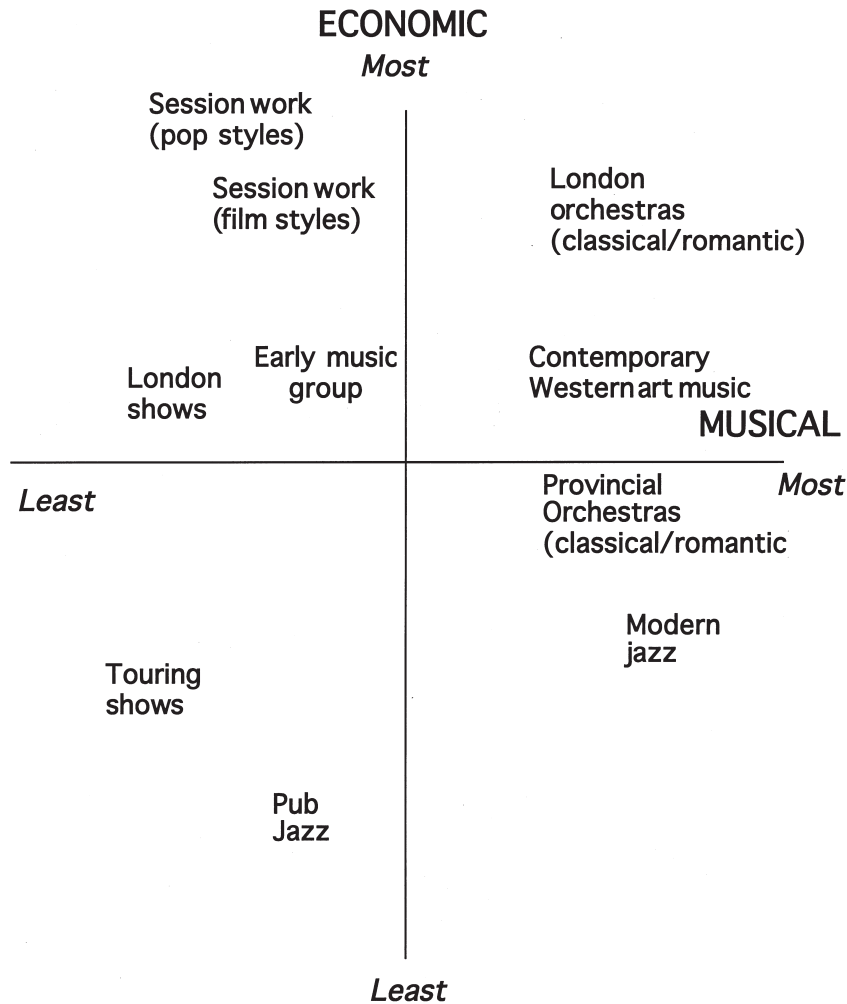 ECONOMIC
Most
Session work
(pop styles)
Session work
(film styles)
London
orchestras
(classical/romantic)
Early music
group
London
shows
Contemporary
Western art music
MUSICAL
Least
Most
Provincial
Orchestras
(classical/romantic
Modern
jazz
Touring
shows
Pub
Jazz
Least